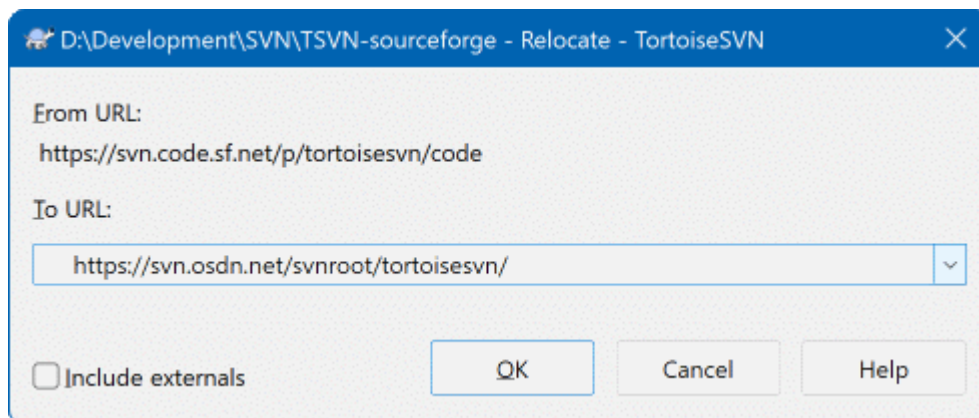 D:\Development\SVN\TSVN-sourceforge - Relocate - TortoiseSVN
From URL:
https://svn.code.sf.net/p/tortoisesvn/code
To URL:
https://svn.osdn.net/svnroot/tortoisesvn/
Include externals
OK
Cancel
Help